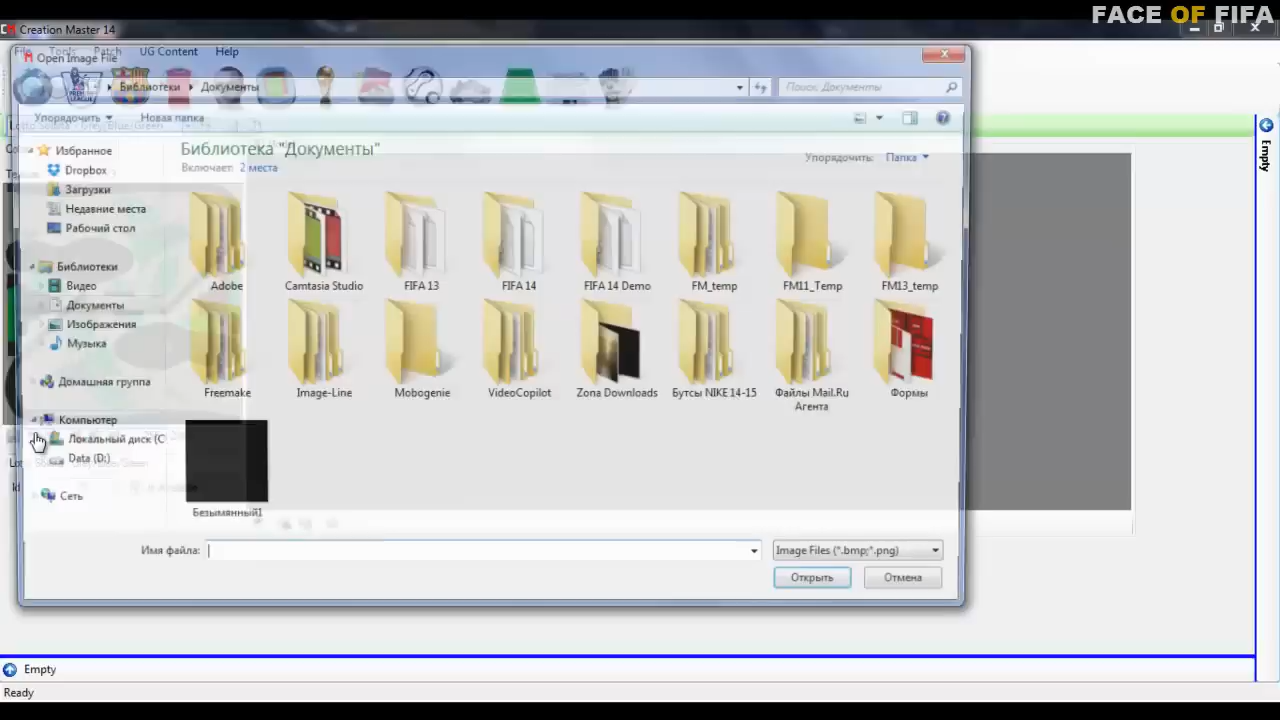 FACE OF FIFA
Creation Master 14
File Tools Patch UG Content Help
Open Image File
Библиотеки Документы
Поиск: Документы
Упорядочить Новая папка
Библиотека "Документы"
Включает: 2 места
Упорядочить: Папка
Избранное
Dropbox
Загрузки
Недавние места
Рабочий стол
Библиотеки
Видео
Документы
Изображения
Музыка
Домашняя группа
Компьютер
Локальный диск (C
Data (D:)
Сеть
Adobe
Camtasia Studio
FIFA 13
FIFA 14
FIFA 14 Demo
FM_temp
FM11_Temp
FM13_temp
Freemake
Image-Line
Mobogenie
VideoCopilot
Zona Downloads
Бутсы NIKE 14-15
Файлы Mail.Ru
Агента
Формы
Безымянный1
Имя файла:
Image Files (*.bmp;*.png)
Открыть
Отмена
Empty
Empty
Ready